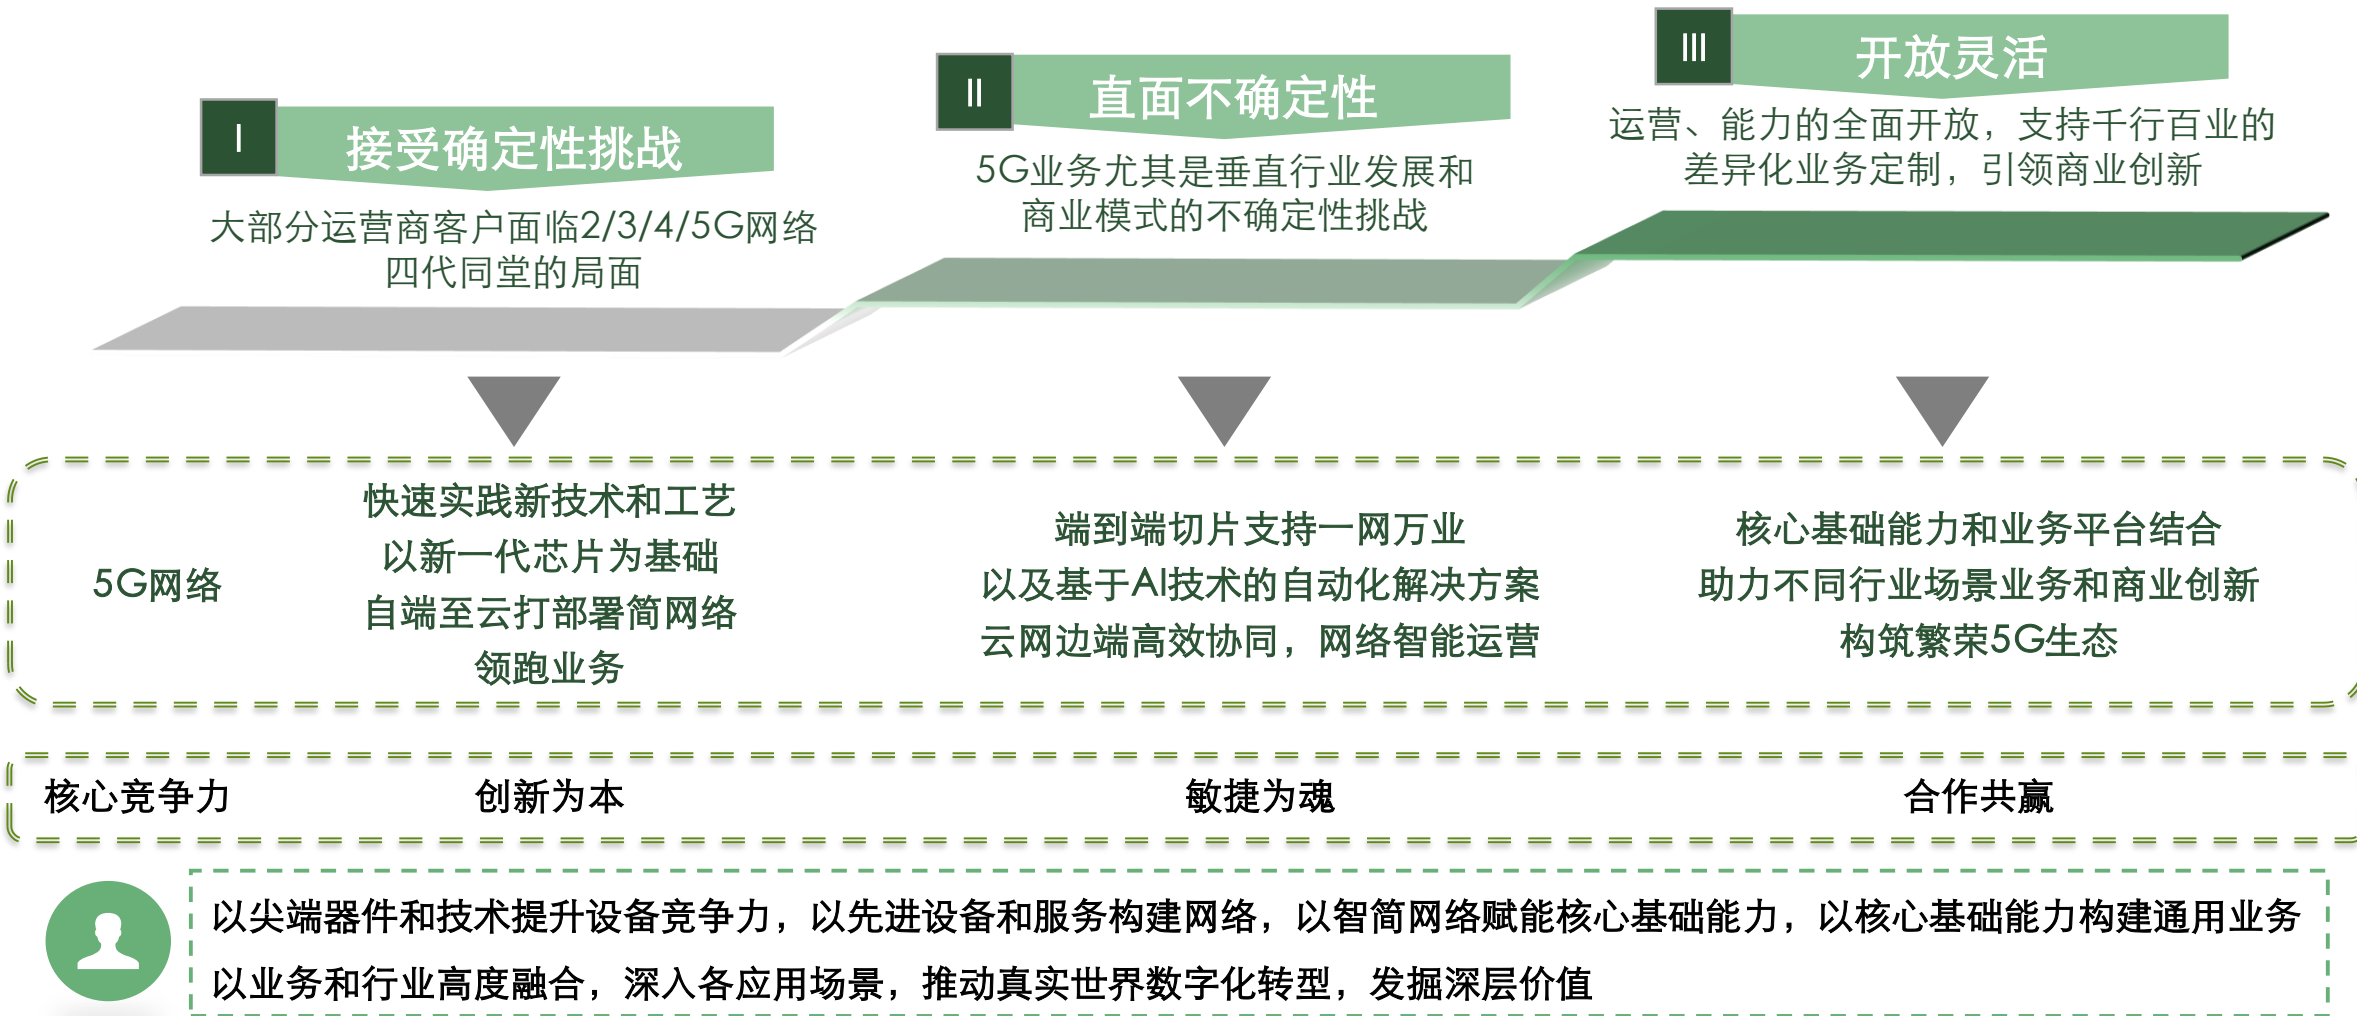 I
接受确定性挑战
大部分运营商客户面临2/3/4/5G网络
四代同堂的局面
II
直面不确定性
5G业务尤其是垂直行业发展和
商业模式的不确定性挑战
III
开放灵活
运营、能力的全面开放，支持千行百业的
差异化业务定制，引领商业创新
5G网络
快速实践新技术和工艺
以新一代芯片为基础
自端至云打部署简网络
领跑业务
端到端切片支持一网万业
以及基于AI技术的自动化解决方案
云网边端高效协同，网络智能运营
核心基础能力和业务平台结合
助力不同行业场景业务和商业创新
构筑繁荣5G生态
核心竞争力
创新为本
敏捷为魂
合作共赢
以尖端器件和技术提升设备竞争力，以先进设备和服务构建网络，以智简网络赋能核心基础能力，以核心基础能力构建通用业务
以业务和行业高度融合，深入各应用场景，推动真实世界数字化转型，发掘深层价值